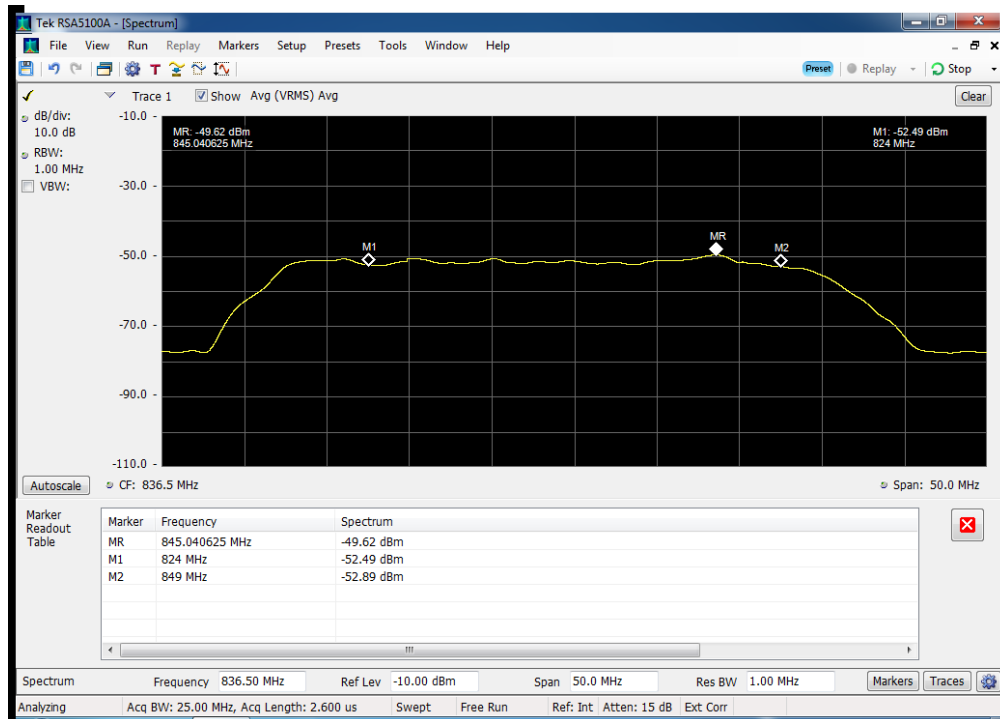 Tek RSA5100A - [Spectrum]
File View Run Replay Markers Setup Presets Tools Window Help
T Preset Replay Stop
Trace 1 Show Avg (VRMS) Avg Clear
dB/div:
10.0 dB
RBW:
1.00 MHz
VBW:
-10.0
-30.0
-50.0
-70.0
-90.0
-110.0
MR: -49.62 dBm
845.040625 MHz
M1: -52.49 dBm
824 MHz
M1
MR
M2
Autoscale CF: 836.5 MHz Span: 50.0 MHz
Marker
Readout
Table
Marker Frequency Spectrum
MR 845.040625 MHz -49.62 dBm
M1 824 MHz -52.49 dBm
M2 849 MHz -52.89 dBm
Spectrum Frequency 836.50 MHz Ref Lev -10.00 dBm Span 50.0 MHz Res BW 1.00 MHz Markers Traces
Analyzing Acq BW: 25.00 MHz, Acq Length: 2.600 us Swept Free Run Ref: Int Atten: 15 dB Ext Corr